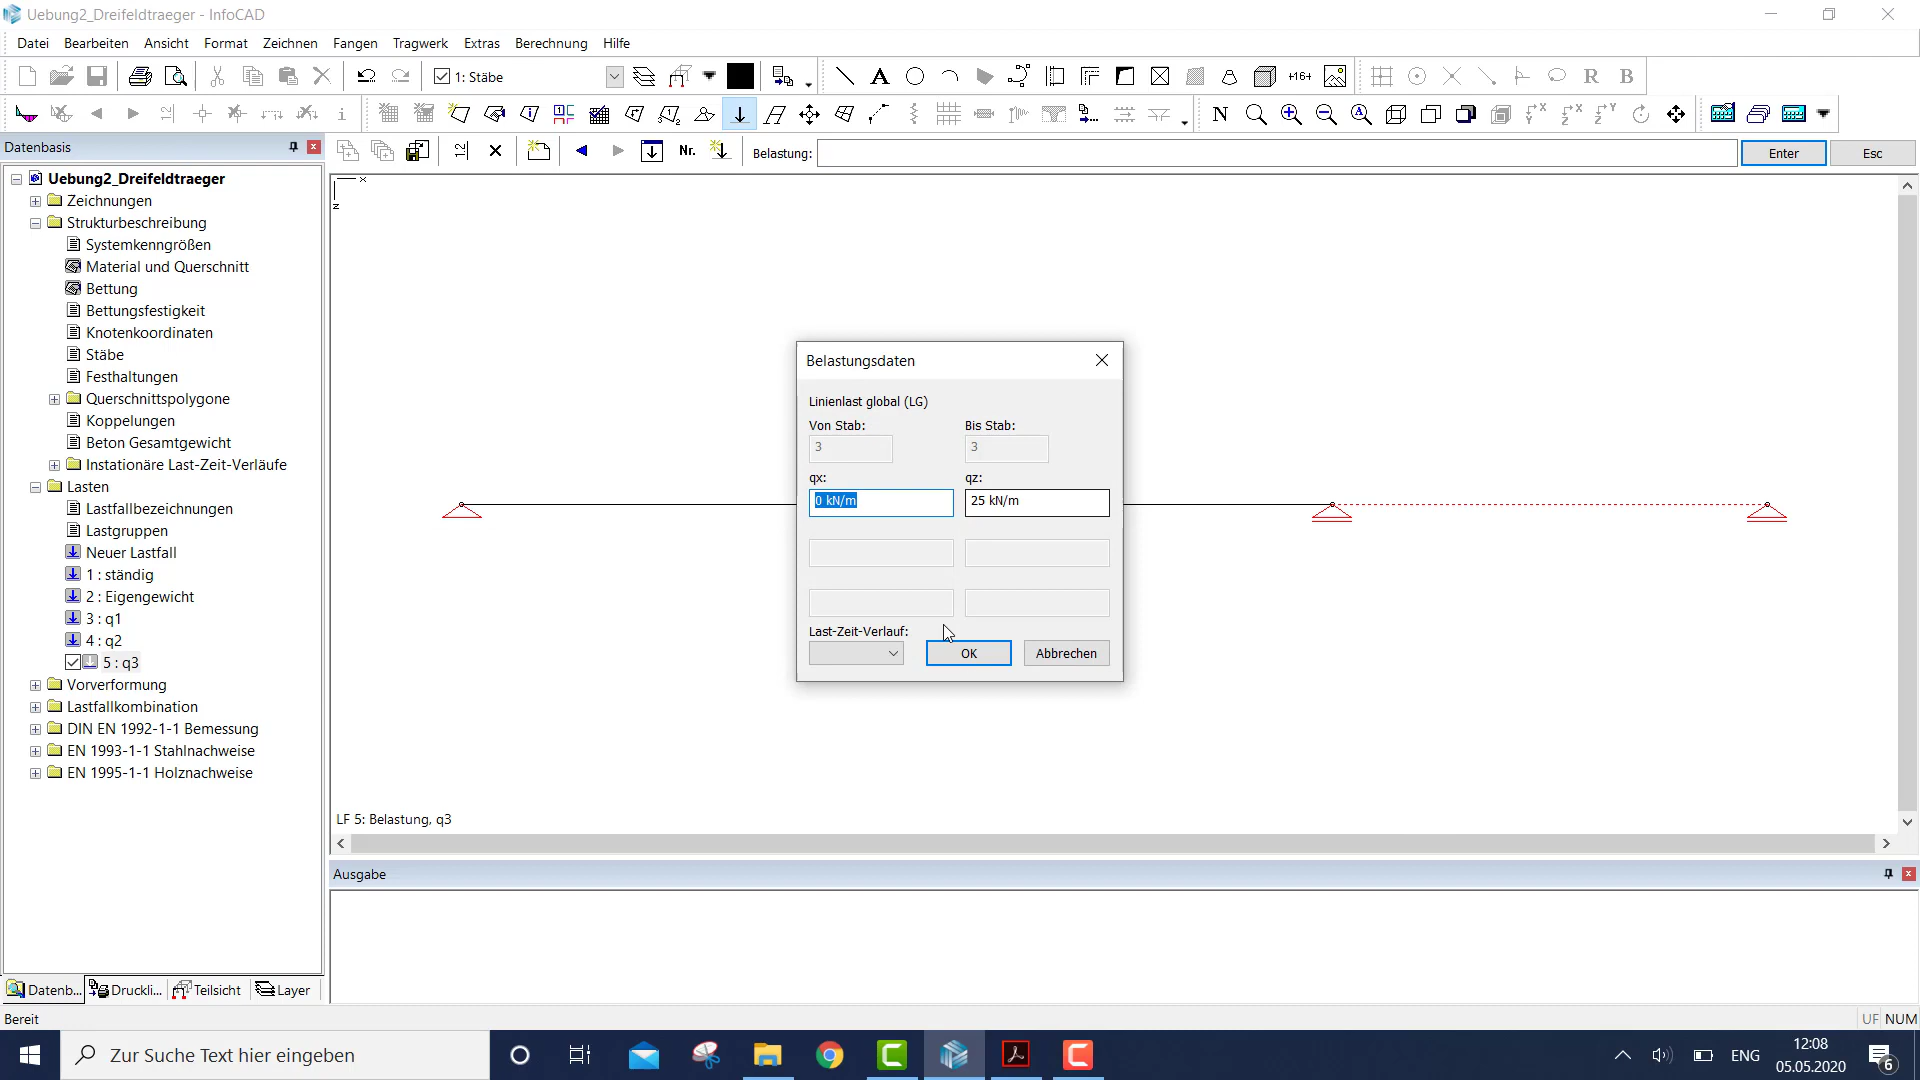 Uebung2_Dreifeldtraeger - InfoCAD
Datei Bearbeiten Ansicht Format Zeichnen Fangen Tragwerk Extras Berechnung Hilfe
1: Stäbe
+16+
R B
N
Datenbasis
Nr. Belastung: Enter Esc
Uebung2_Dreifeldtraeger
Zeichnungen
Strukturbeschreibung
Systemkenngrößen
Material und Querschnitt
Bettung
Bettungsfestigkeit
Knotenkoordinaten
Stäbe
Festhaltungen
Querschnittspolygone
Koppelungen
Beton Gesamtgewicht
Instationäre Last-Zeit-Verläufe
Lasten
Lastfallbezeichnungen
Lastgruppen
Neuer Lastfall
1 : ständig
2 : Eigengewicht
3 : q1
4 : q2
5 : q3
Vorverformung
Lastfallkombination
DIN EN 1992-1-1 Bemessung
EN 1993-1-1 Stahlnachweise
EN 1995-1-1 Holznachweise
x
z
Belastungsdaten
Linienlast global (LG)
Von Stab: Bis Stab:
3 3
qx: qz:
0 kN/m 25 kN/m
Last-Zeit-Verlauf:
OK Abbrechen
LF 5: Belastung, q3
Ausgabe
Datenb... Druckli... Teilsicht Layer
Bereit
UF NUM
Zur Suche Text hier eingeben
ENG
12:08
05.05.2020
6